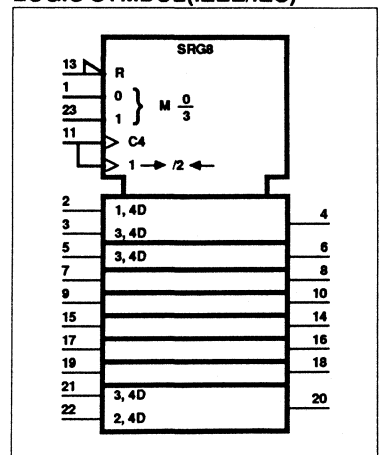 LOGIC SYMBOL(IEEE/IEC)
SRG8
13 R
1 0 } M 0/3
23 1
11 C4
1 → /2 ←
2 1, 4D 4
3 3, 4D
5 3, 4D 6
7 8
9 10
15 14
17 16
19 18
21 3, 4D 20
22 2, 4D